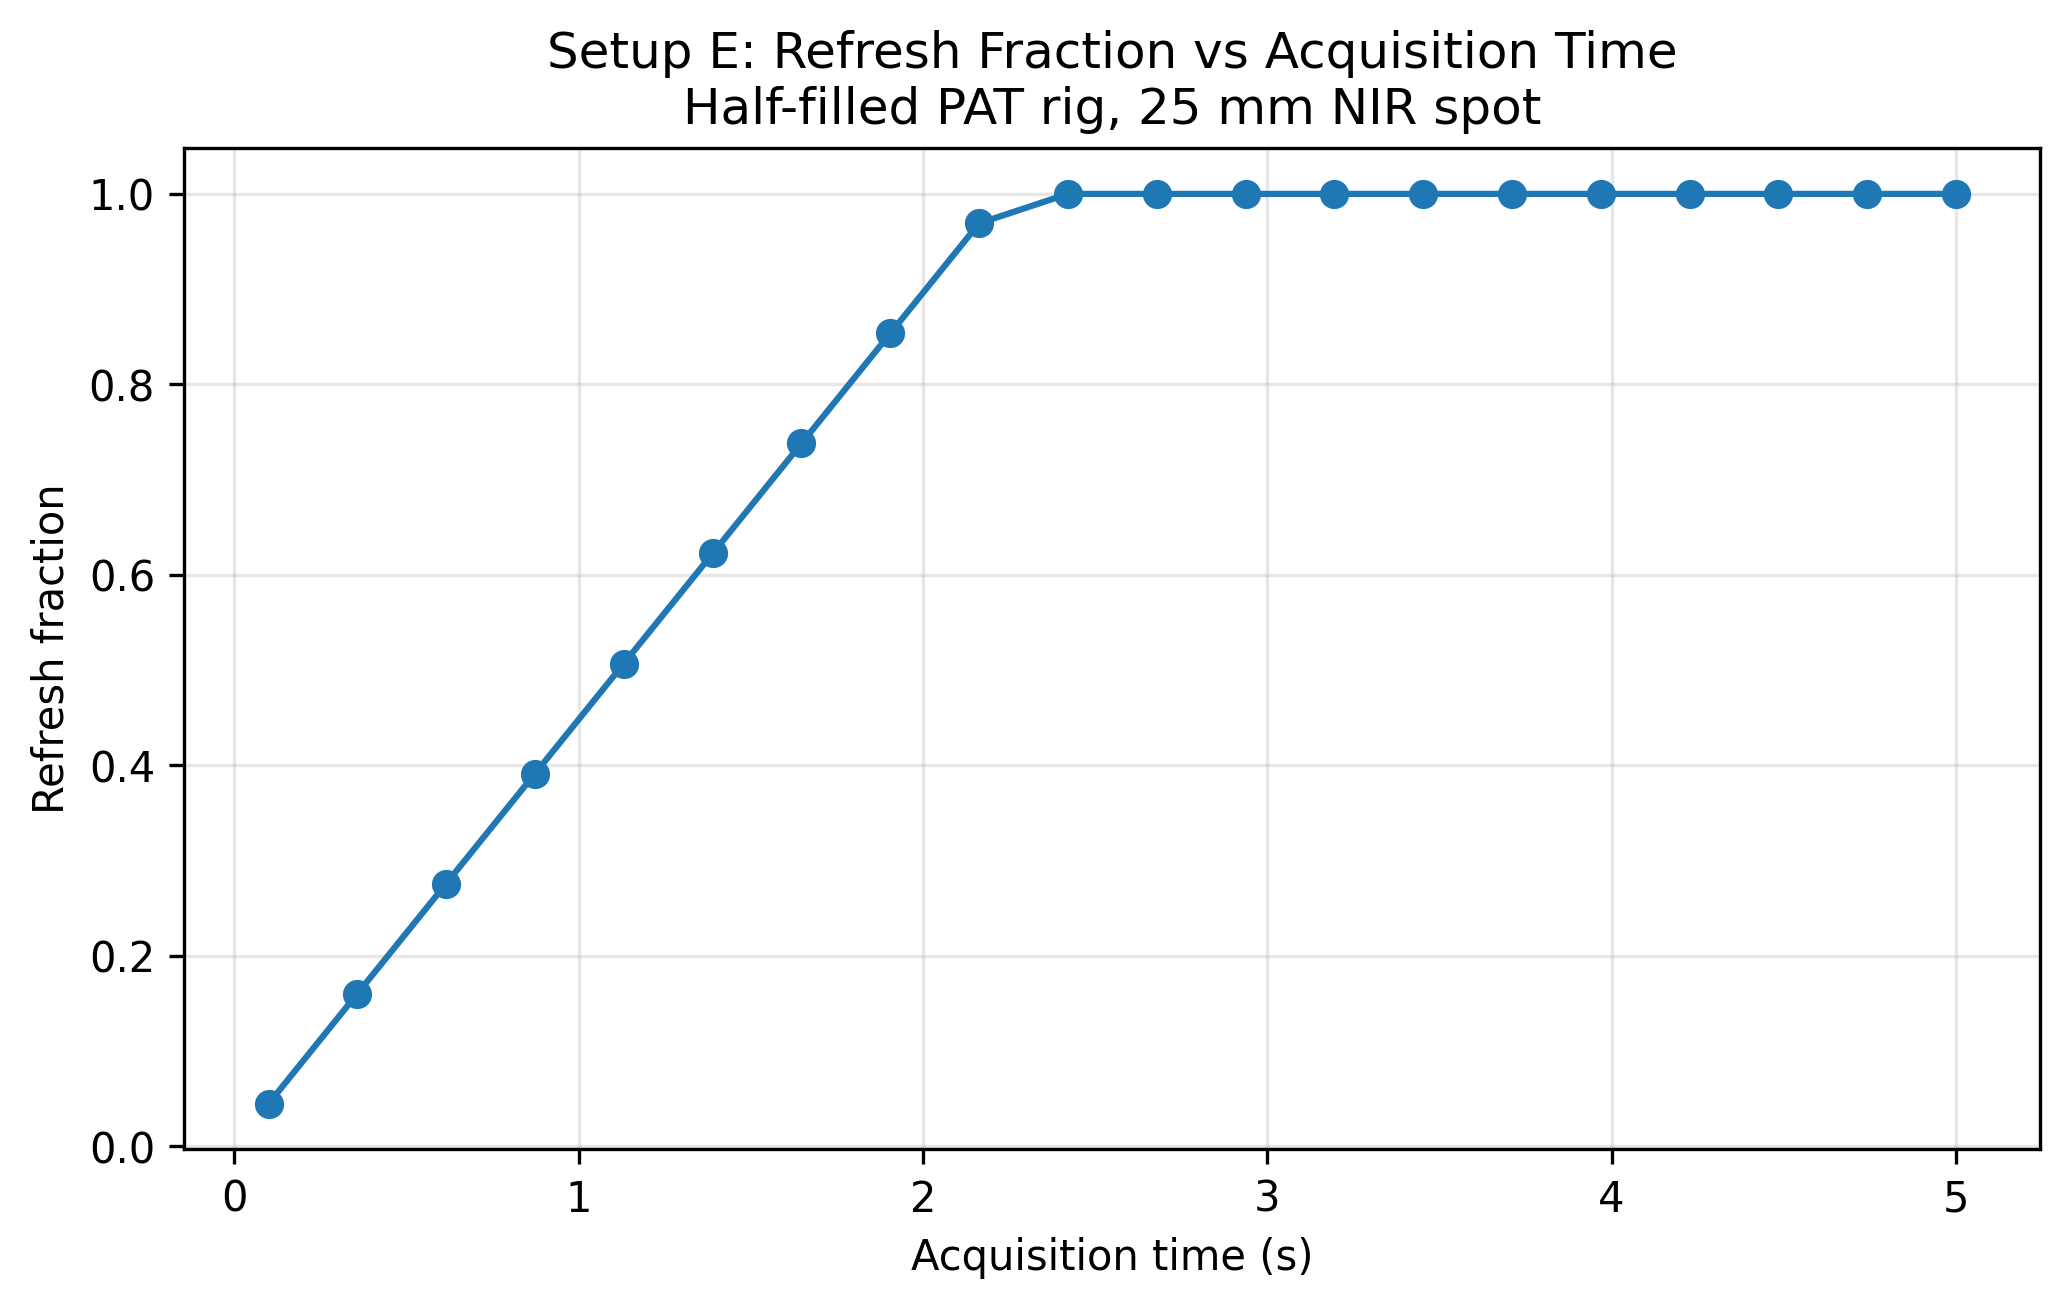 Setup E: Refresh Fraction vs Acquisition Time
Half-filled PAT rig, 25 mm NIR spot
1.0
0.8
0.6
0.4
0.2
0.0
Refresh fraction
0 1 2 3 4 5
Acquisition time (s)